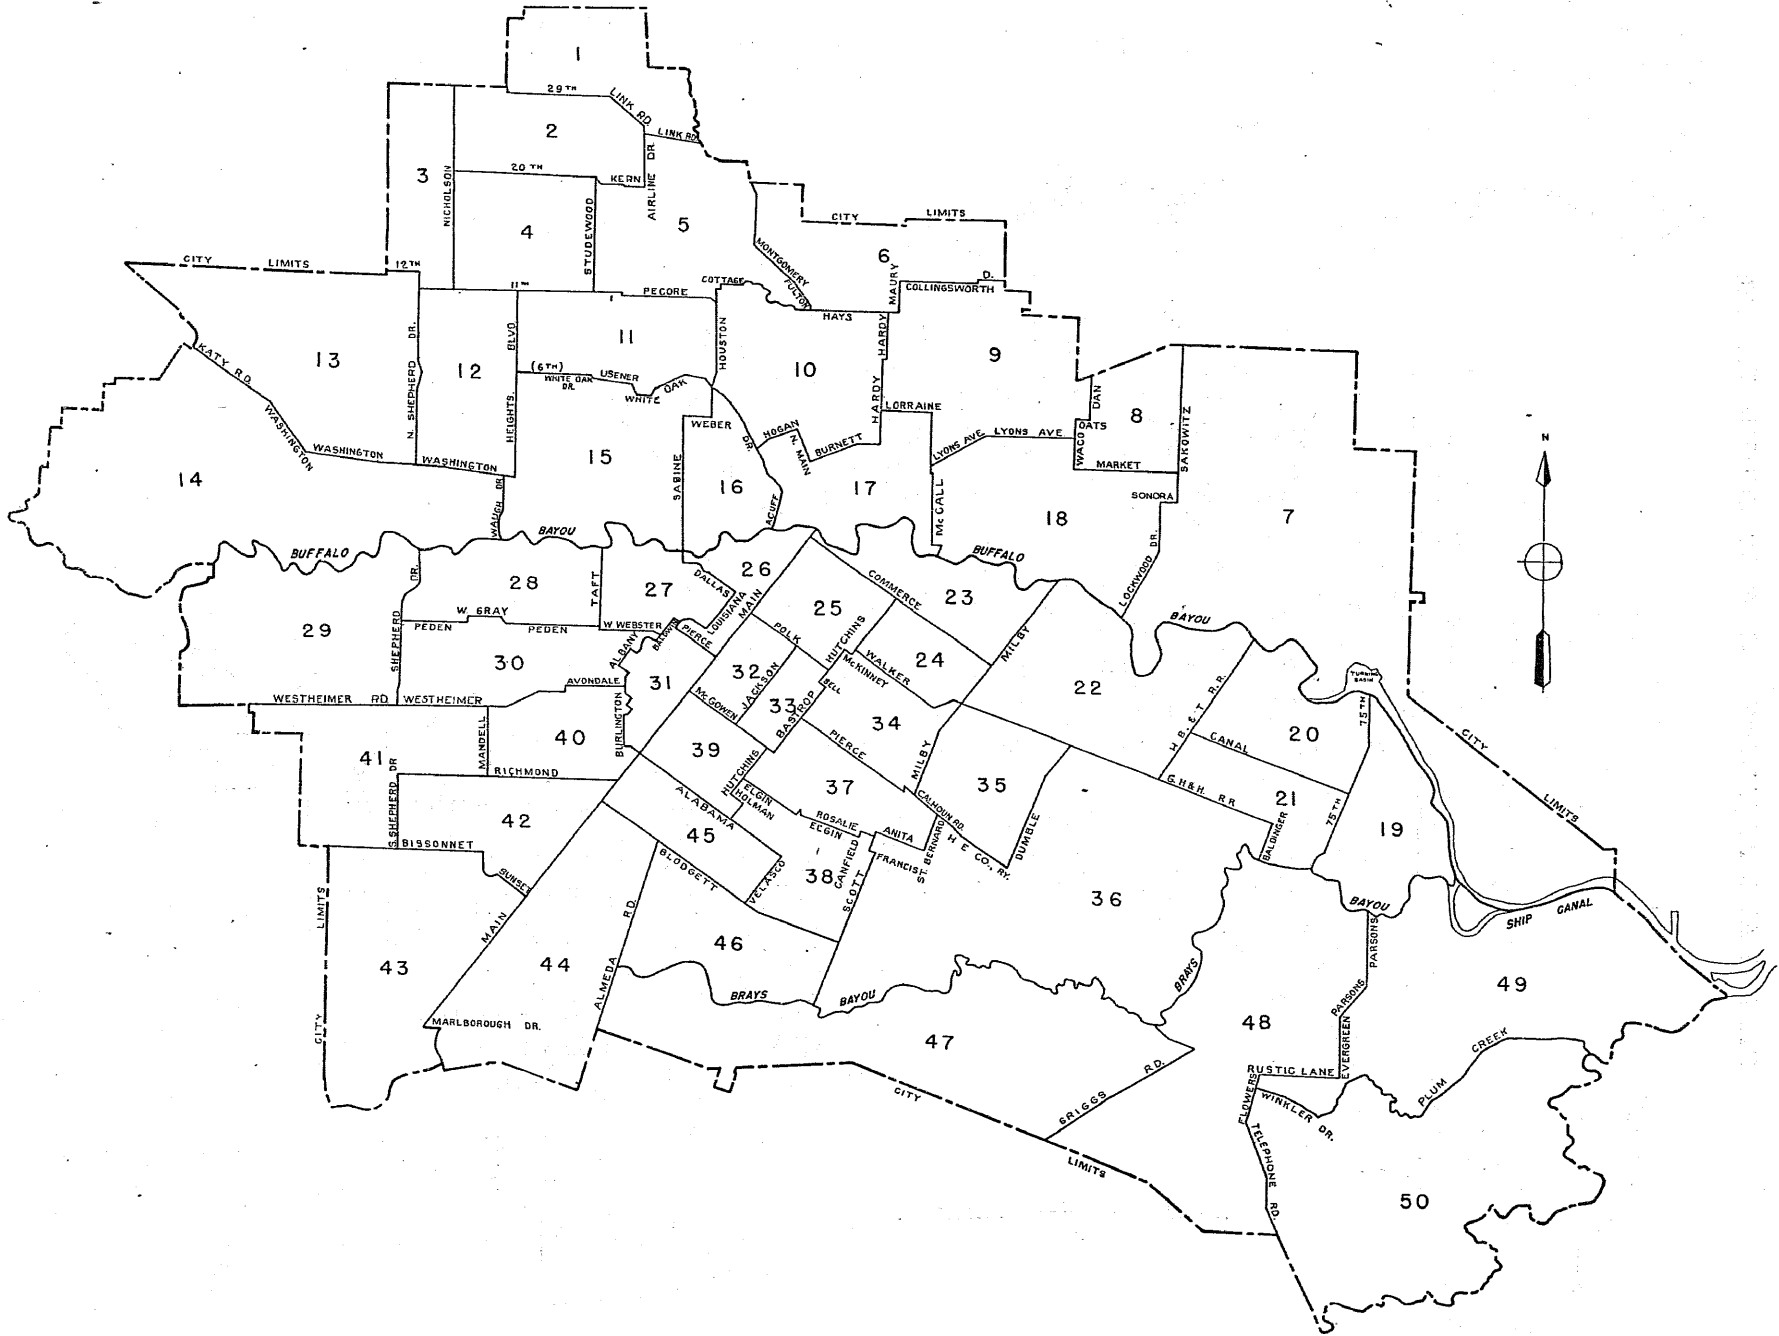 1
29TH
LINK RD.
2
LINK RD.
AIRLINE DR.
20TH
KERN
3
NICHOLSON
4
STUDEWOOD
5
CITY LIMITS
MONTGOMERY
FULTON
6
MAURY
D.
COLLINGSWORTH
CITY LIMITS
12TH
11TH
PECORE
COTTAGE
HAYS
HARDY
HARDY
HOUSTON
N. SHEPHERD DR.
HEIGHTS BLVD
11
(6TH)
WHITE OAK DR.
USENER
WHITE OAK
13
12
10
9
KATY RD.
WASHINGTON
WASHINGTON
WASHINGTON
8
DAN
OATS
WACO
SAKOWITZ
MARKET
SONORA
LORRAINE
LYONS AVE.
LYONS AVE
WEBER
DR.
HOGAN
N. MAIN
BURNETT
14
15
SABINE
16
ACUFF
17
McCALL
18
LOCKWOOD DR.
7
N
WAUGH DR
BUFFALO
BAYOU
BUFFALO
BAYOU
TURNING BASIN
29
SHEPHERD DR.
28
W. GRAY
PEDEN
PEDEN
TAFT
27
W WEBSTER
DALLAS
LOUISIANA
MAIN
26
PIERCE
BALDWIN
ALBANY
25
COMMERCE
23
POLK
HUTCHINS
24
WALKER
McKINNEY
MILBY
22
H. B. & T. R.R.
20
CANAL
75TH
30
AVONDALE
31
WESTHEIMER RD.
WESTHEIMER
32
JACKSON
McGOWEN
33
BASTROP
BELL
34
PIERCE
MILBY
35
DUMBLE
G.H.& H. R R
21
75TH
BALDINGER
19
CITY LIMITS
41
S. SHEPHERD DR
MANDELL
40
BURLINGTON
RICHMOND
39
HUTCHINS
ELGIN
HOLMAN
ALABAMA
37
ROSALIE
ELGIN
ANITA
FRANCIS
ST. BERNARD
CALHOUN RD.
H E CO., RY.
42
BISSONNET
SUNSET
45
BLODGETT
VELASCO
38
CANFIELD
SCOTT
36
BAYOU
SHIP CANAL
PARSONS
PARSONS
EVERGREEN
CITY LIMITS
43
MAIN
44
ALMEDA RD.
MARLBOROUGH DR.
46
BRAYS
BAYOU
BRAYS
47
GRIGGS RD.
CITY LIMITS
48
RUSTIC LANE
FLOWERS
WINKLER DR.
TELEPHONE RD.
49
PLUM CREEK
50